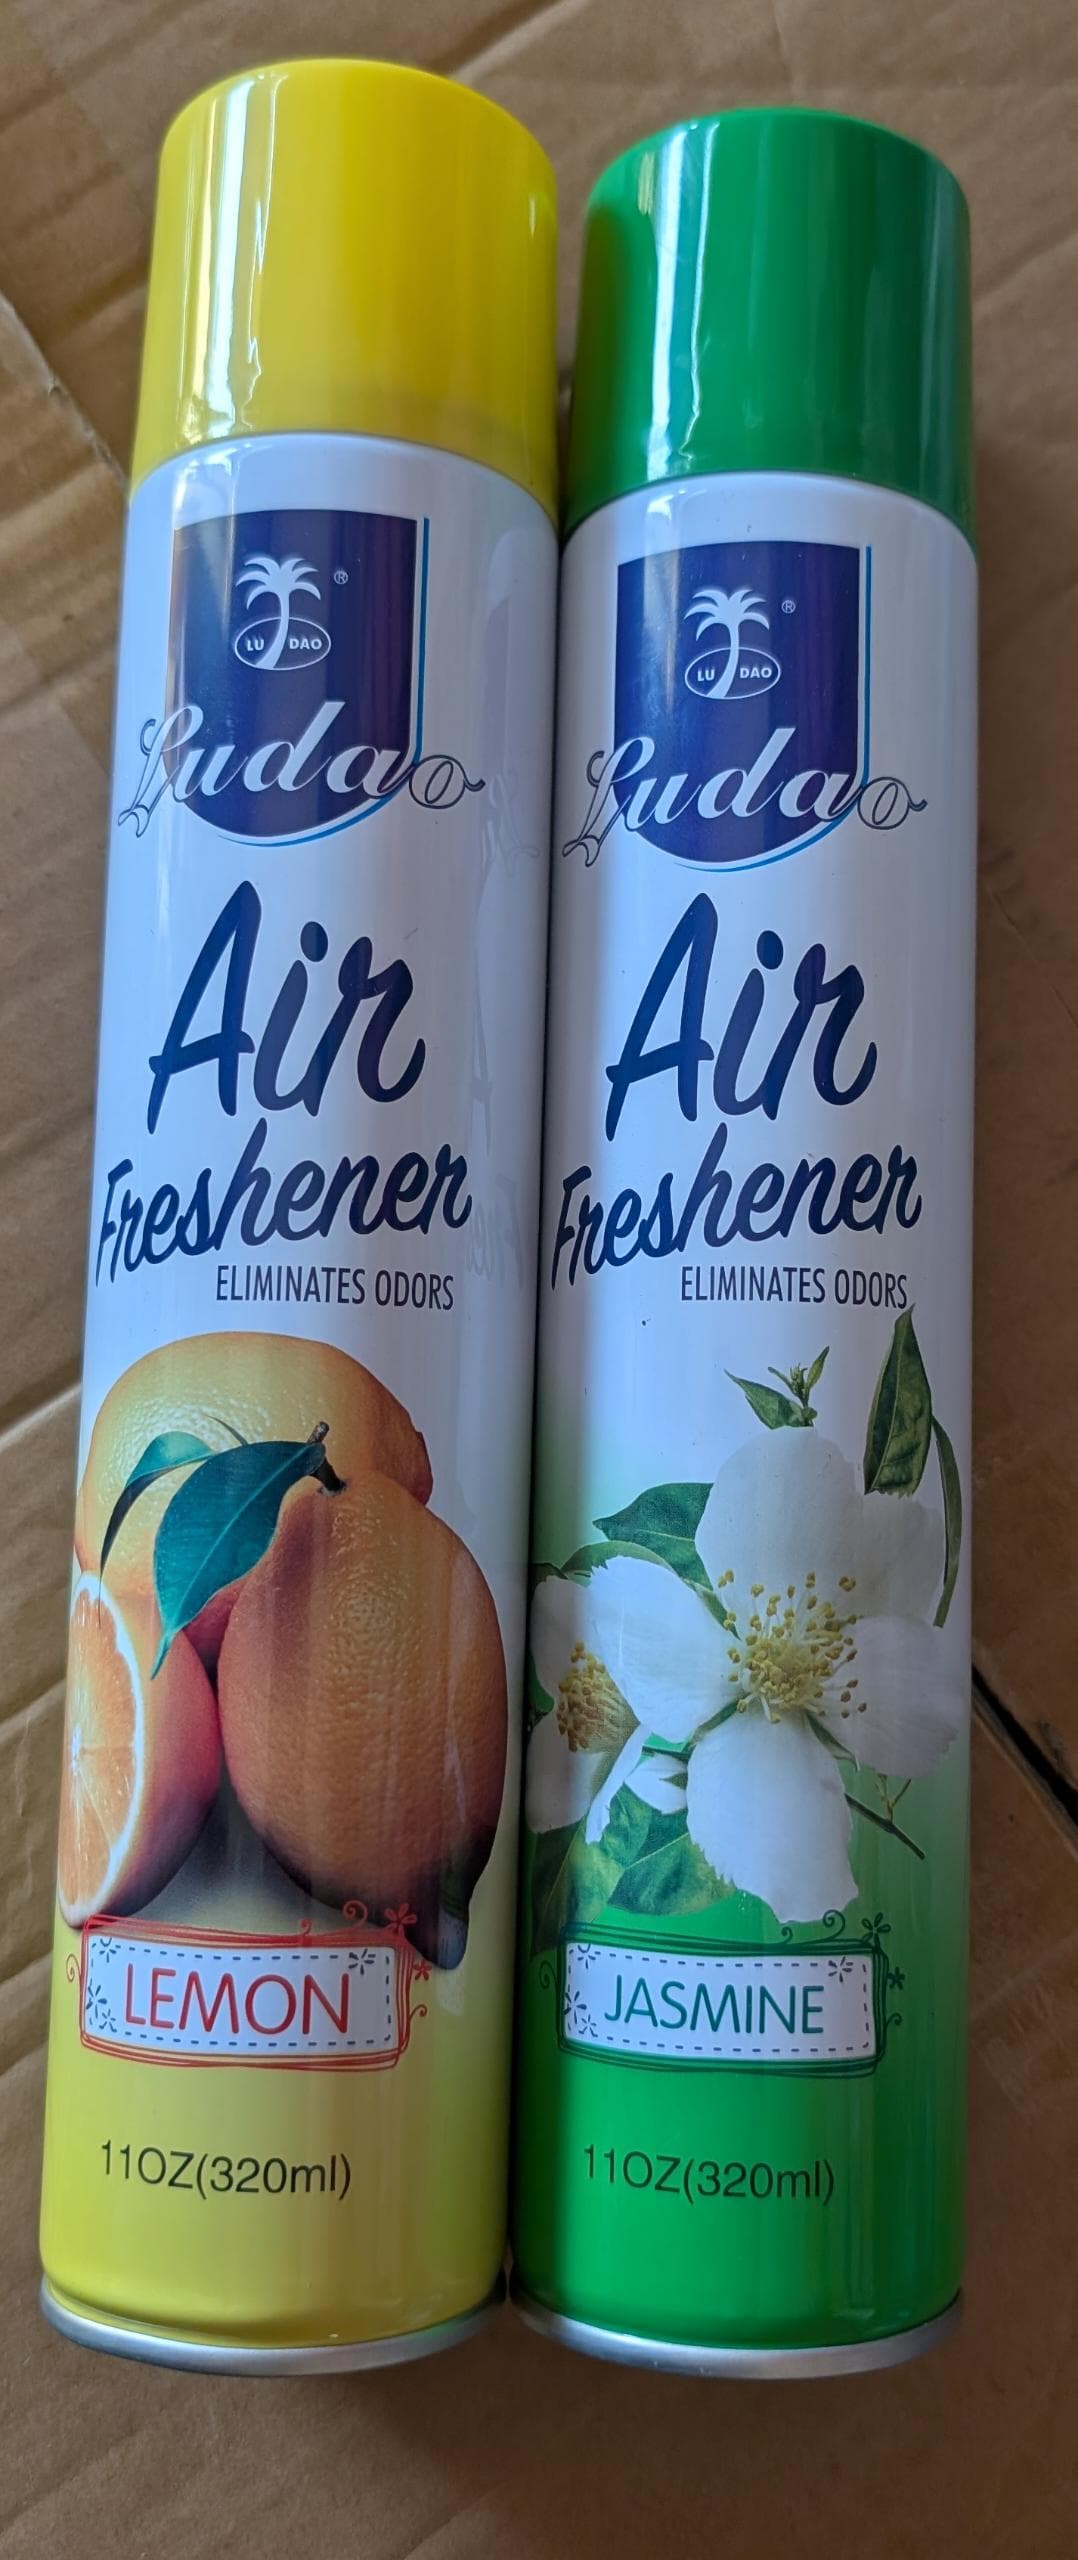 ®
LU DAO
Ludao
Air
Freshener
ELIMINATES ODORS
LEMON
11OZ(320ml)
®
LU DAO
Ludao
Air
Freshener
ELIMINATES ODORS
JASMINE
11OZ(320ml)